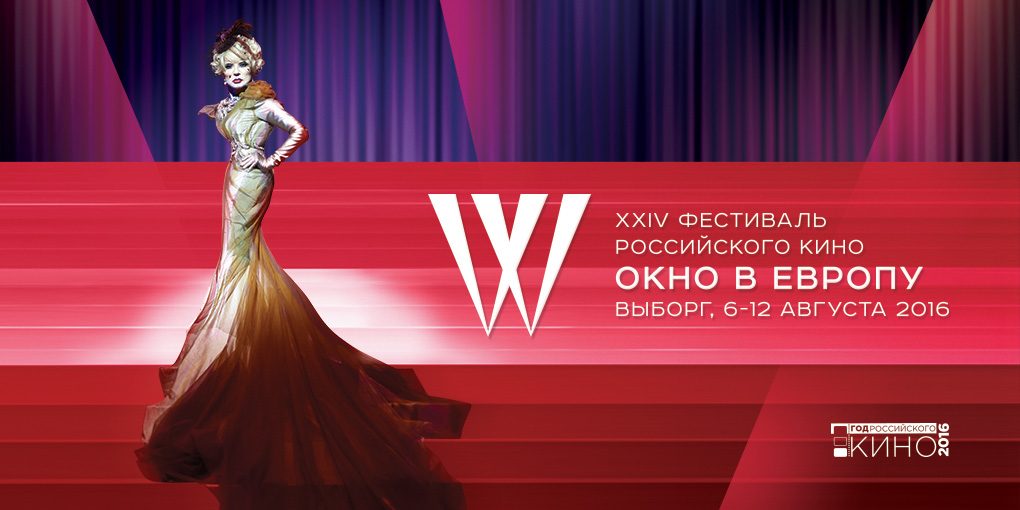 W
XXIV ФЕСТИВАЛЬ
РОССИЙСКОГО КИНО
ОКНО В ЕВРОПУ
ВЫБОРГ, 6-12 АВГУСТА 2016
ГОД РОССИЙСКОГО
КИНО
2016